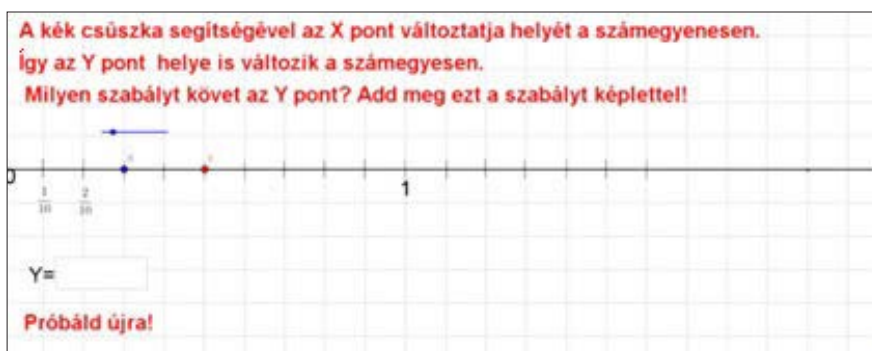 A kék csúszka segítségével az X pont változtatja helyét a számegyenesen.
Így az Y pont helye is változik a számegyesen.
Milyen szabályt követ az Y pont? Add meg ezt a szabályt képlettel!
0
1/10 2/10 1
Y=
Próbáld újra!